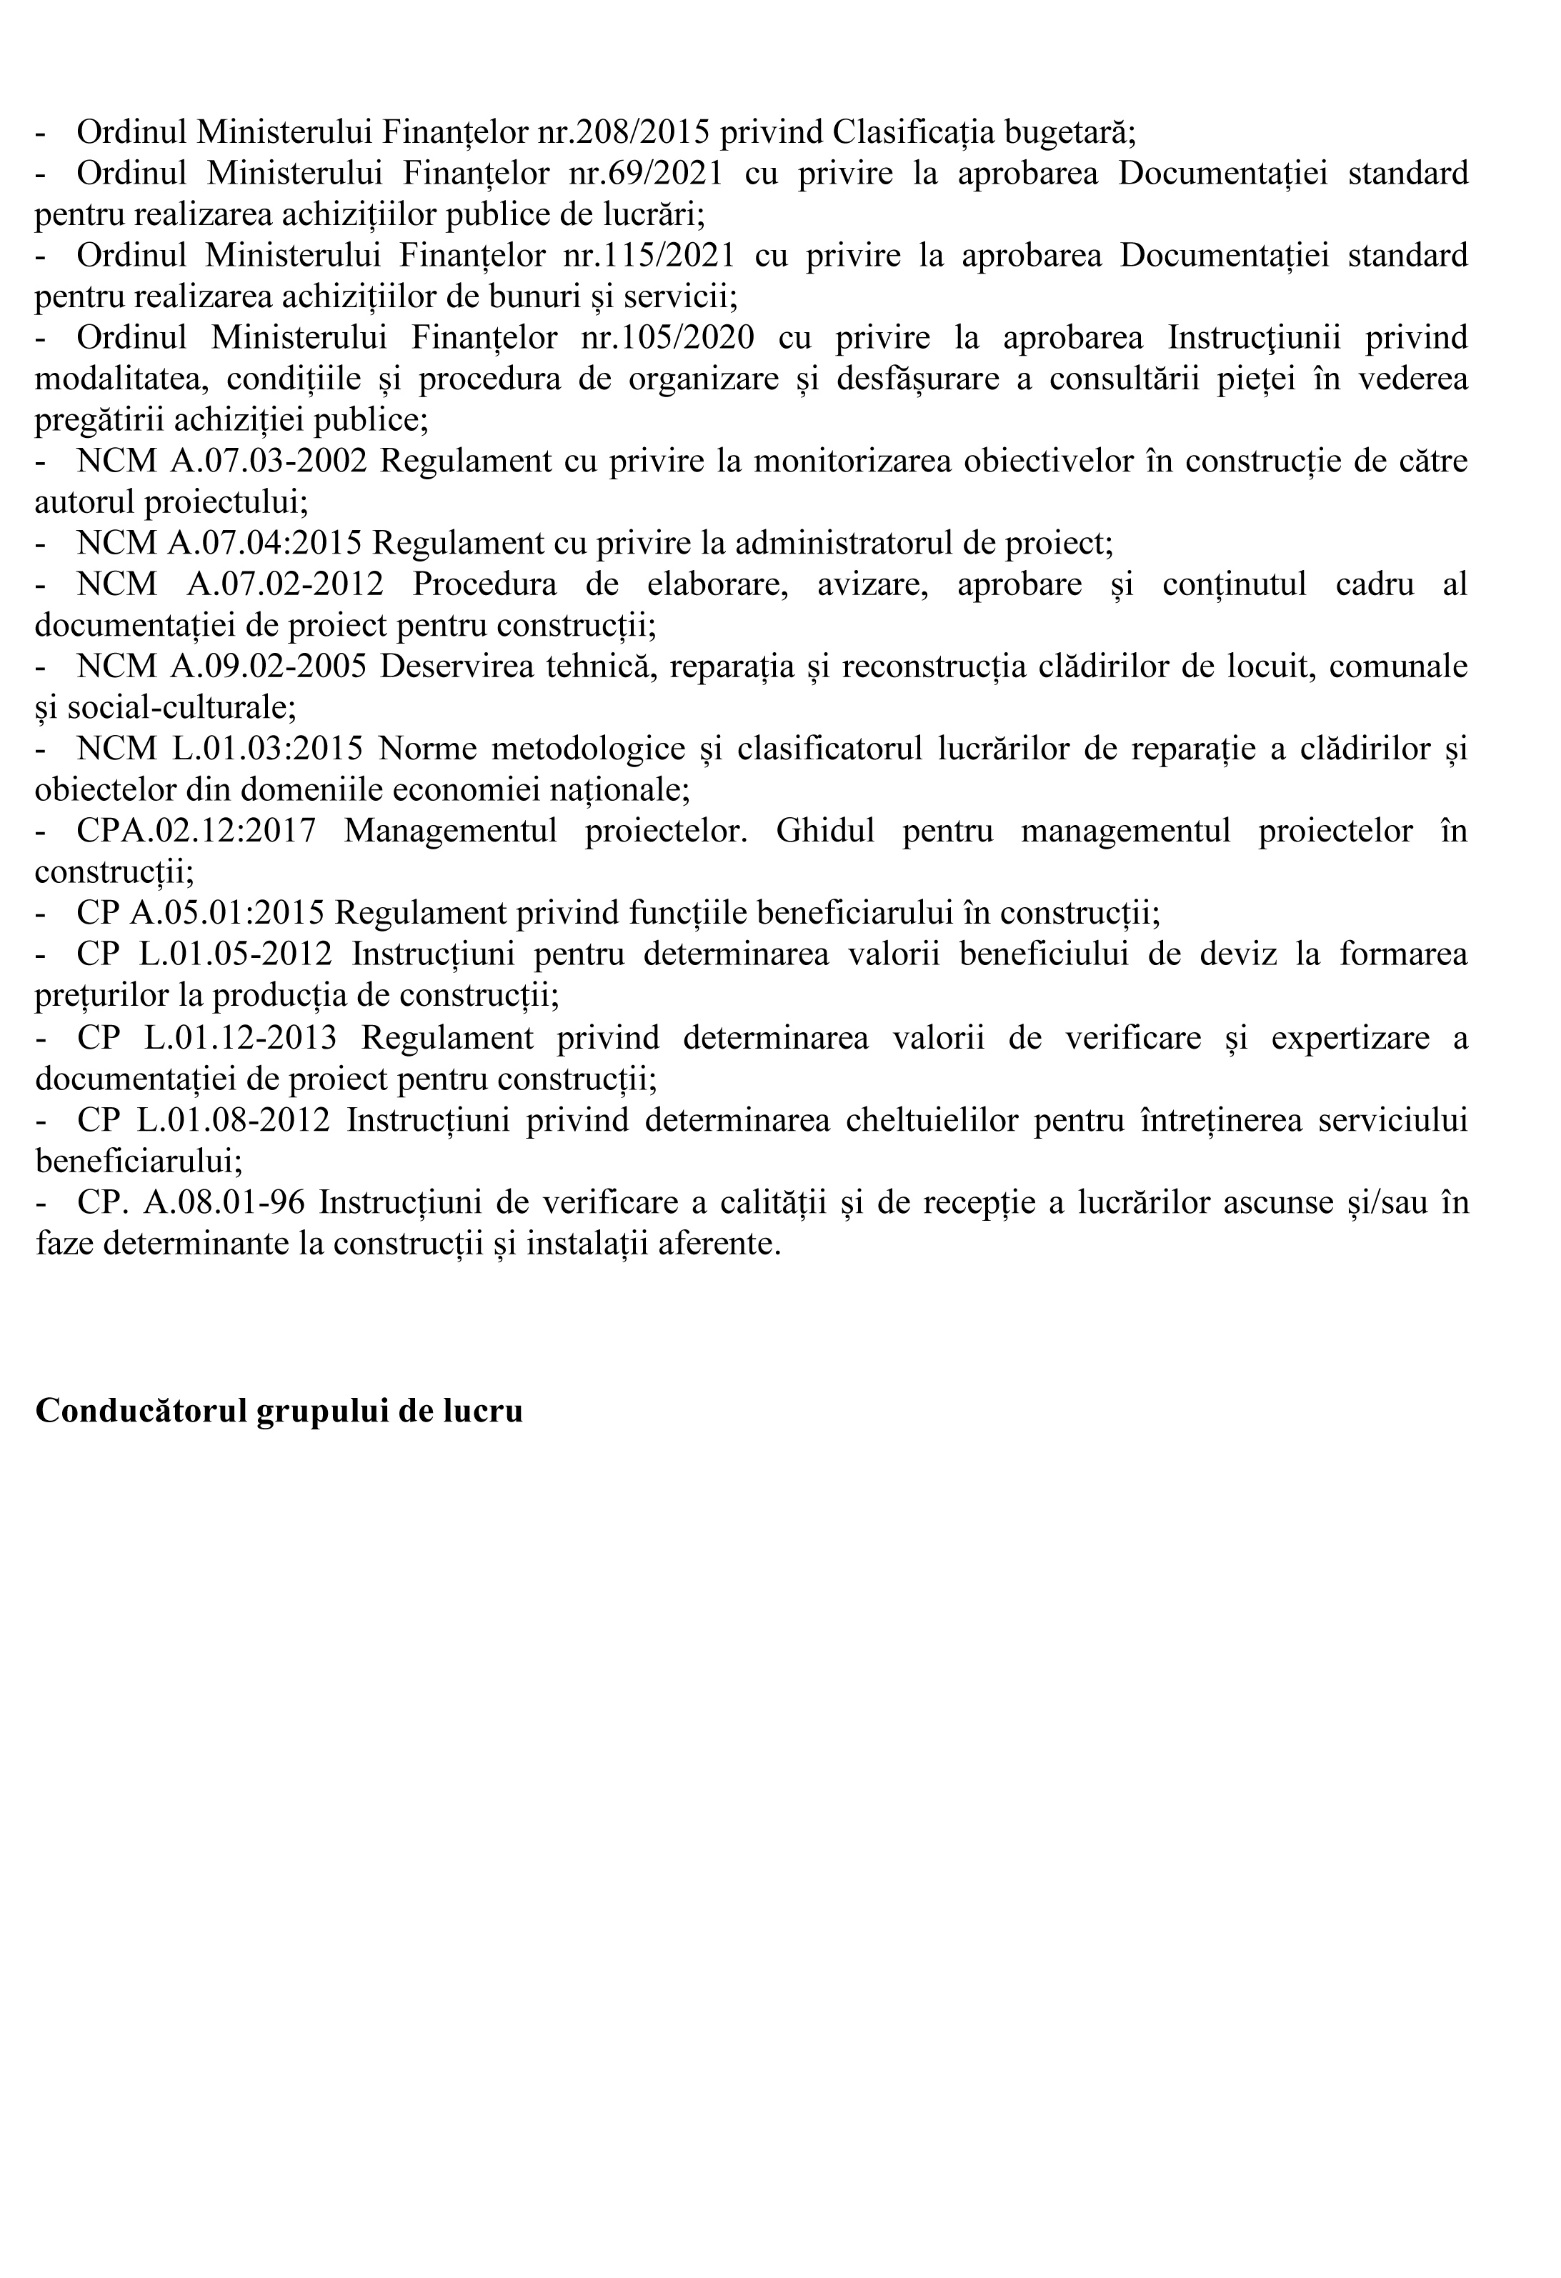 - Ordinul Ministerului Finanțelor nr.208/2015 privind Clasificația bugetară;
- Ordinul Ministerului Finanțelor nr.69/2021 cu privire la aprobarea Documentației standard
pentru realizarea achizițiilor publice de lucrări;
- Ordinul Ministerului Finanțelor nr.115/2021 cu privire la aprobarea Documentației standard
pentru realizarea achizițiilor de bunuri și servicii;
- Ordinul Ministerului Finanțelor nr.105/2020 cu privire la aprobarea Instrucţiunii privind
modalitatea, condițiile și procedura de organizare și desfășurare a consultării pieței în vederea
pregătirii achiziției publice;
- NCM A.07.03-2002 Regulament cu privire la monitorizarea obiectivelor în construcție de către
autorul proiectului;
- NCM A.07.04:2015 Regulament cu privire la administratorul de proiect;
- NCM A.07.02-2012 Procedura de elaborare, avizare, aprobare și conținutul cadru al
documentației de proiect pentru construcții;
- NCM A.09.02-2005 Deservirea tehnică, reparația și reconstrucția clădirilor de locuit, comunale
și social-culturale;
- NCM L.01.03:2015 Norme metodologice și clasificatorul lucrărilor de reparație a clădirilor și
obiectelor din domeniile economiei naționale;
- CPA.02.12:2017 Managementul proiectelor. Ghidul pentru managementul proiectelor în
construcții;
- CP A.05.01:2015 Regulament privind funcțiile beneficiarului în construcții;
- CP L.01.05-2012 Instrucțiuni pentru determinarea valorii beneficiului de deviz la formarea
prețurilor la producția de construcții;
- CP L.01.12-2013 Regulament privind determinarea valorii de verificare și expertizare a
documentației de proiect pentru construcții;
- CP L.01.08-2012 Instrucțiuni privind determinarea cheltuielilor pentru întreținerea serviciului
beneficiarului;
- CP. A.08.01-96 Instrucțiuni de verificare a calității și de recepție a lucrărilor ascunse și/sau în
faze determinante la construcții și instalații aferente.
Conducătorul grupului de lucru